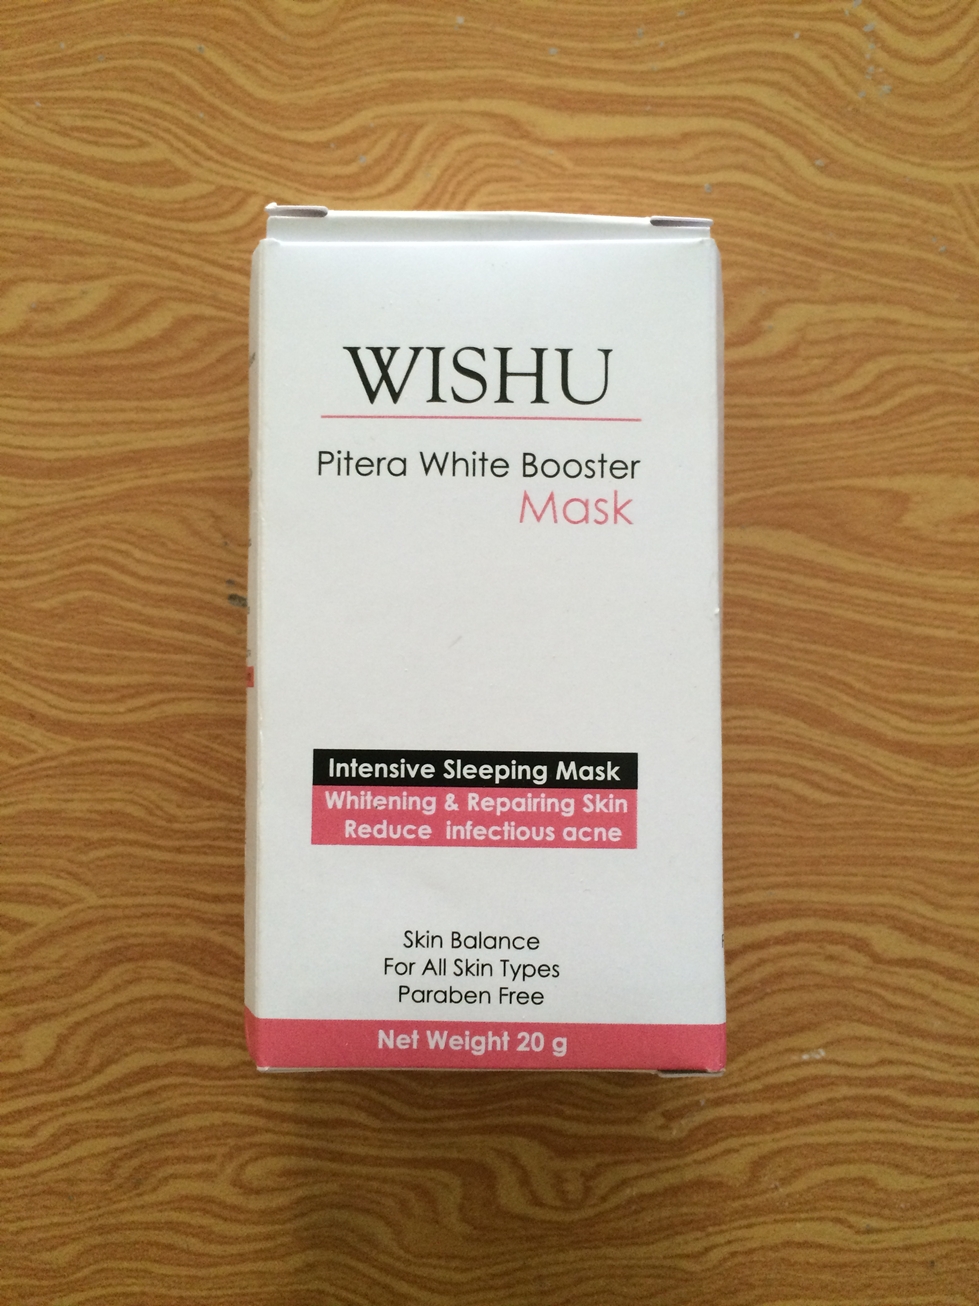 WISHU
Pitera White Booster
Mask
Intensive Sleeping Mask
Whitening & Repairing Skin
Reduce infectious acne
Skin Balance
For All Skin Types
Paraben Free
Net Weight 20 g